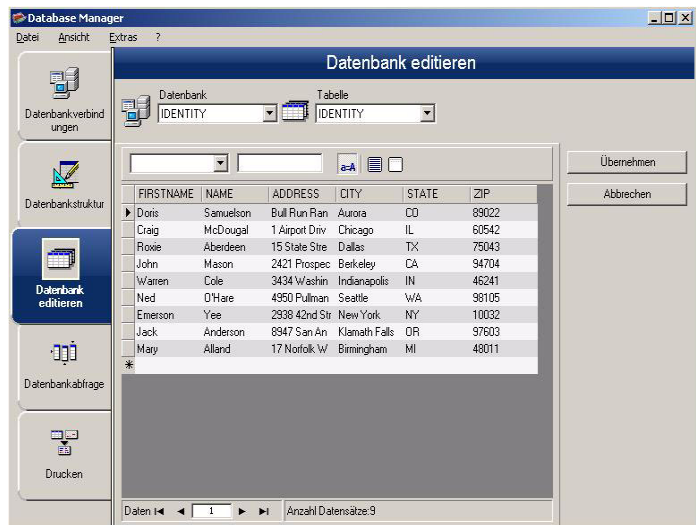 Database Manager
Datei Ansicht Extras ?
Datenbankverbind
ungen
Datenbankstruktur
Datenbank
editieren
Datenbankabfrage
Drucken
Datenbank editieren
Datenbank Tabelle
IDENTITY IDENTITY
a=A
Übernehmen
Abbrechen
FIRSTNAME NAME ADDRESS CITY STATE ZIP
Doris Samuelson Bull Run Ran Aurora CO 89022
Craig McDougal 1 Airport Driv Chicago IL 60542
Roxie Aberdeen 15 State Stre Dallas TX 75043
John Mason 2421 Prospec Berkeley CA 94704
Warren Cole 3434 Washin Indianapolis IN 46241
Ned O'Hare 4950 Pullman Seattle WA 98105
Emerson Yee 2938 42nd Str New York NY 10032
Jack Anderson 8947 San An Klamath Falls OR 97603
Mary Alland 17 Norfolk W Birmingham MI 48011
Daten 1 Anzahl Datensätze:9